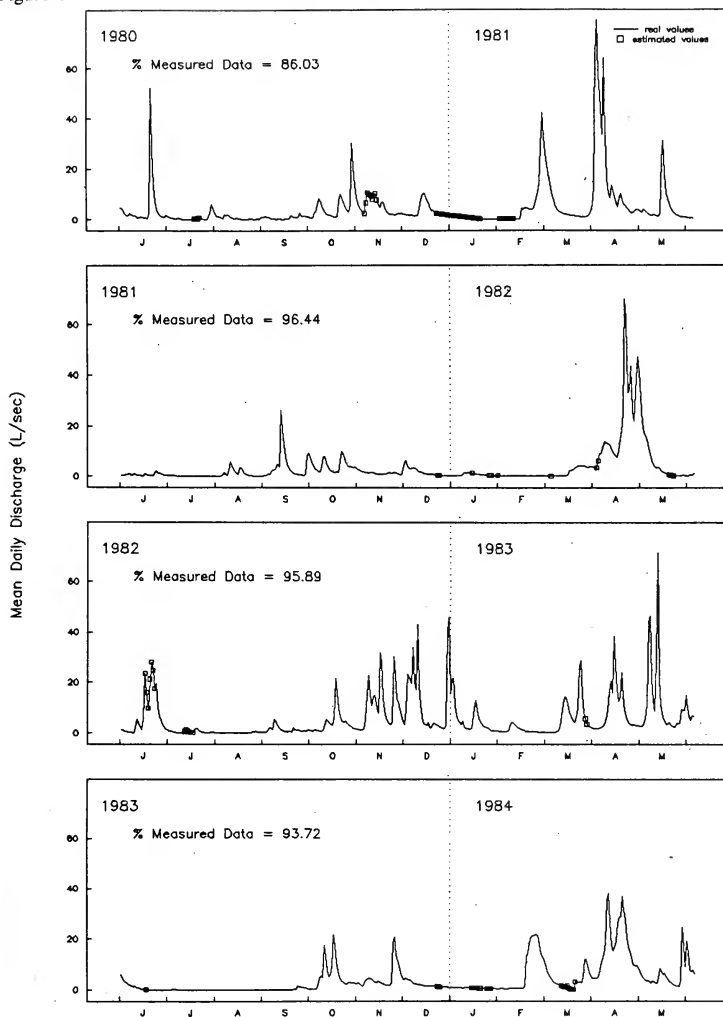 1980
1981
real values
estimated values
% Measured Data = 86.03
60
40
20
0
J J A S O N D J F M A M
1981
1982
% Measured Data = 96.44
60
40
20
0
J J A S O N D J F M A M
Mean Daily Discharge (L/sec)
1982
1983
% Measured Data = 95.89
60
40
20
0
J J A S O N D J F M A M
1983
1984
% Measured Data = 93.72
60
40
20
0
J J A S O N D J F M A M